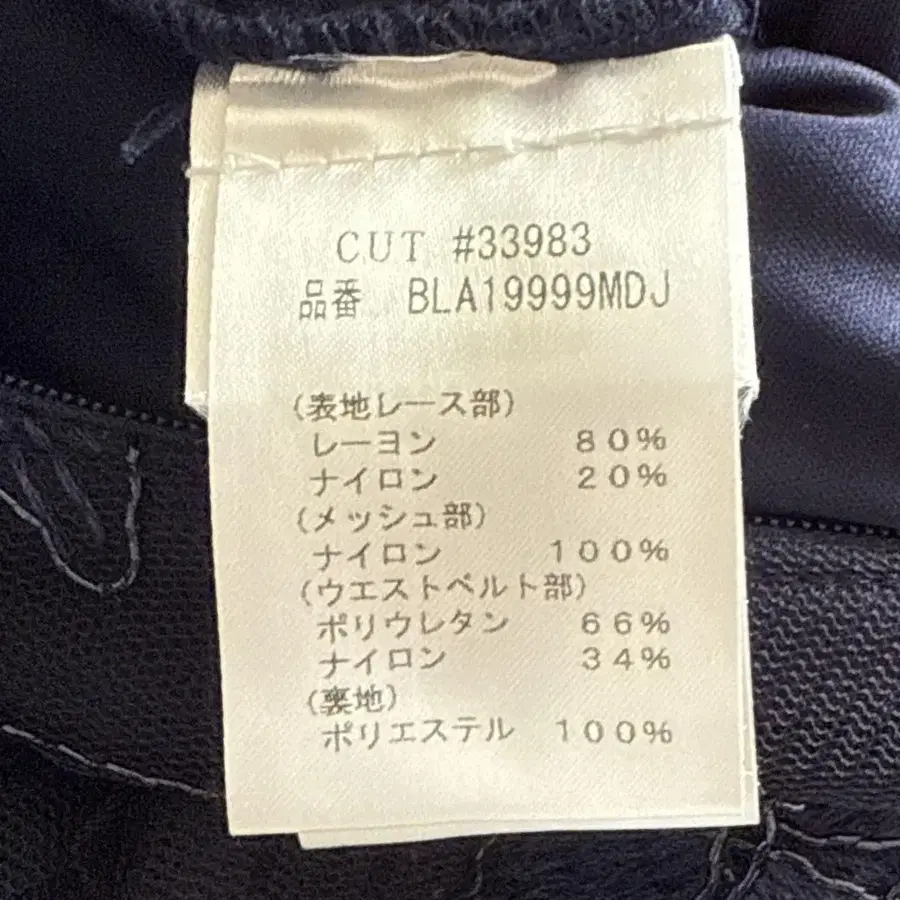 CUT #33983
品番 BLA19999MDJ
(表地レース部)
レーヨン 80%
ナイロン 20%
(メッシュ部)
ナイロン 100%
(ウエストベルト部)
ポリウレタン 66%
ナイロン 34%
(裏地)
ポリエステル 100%